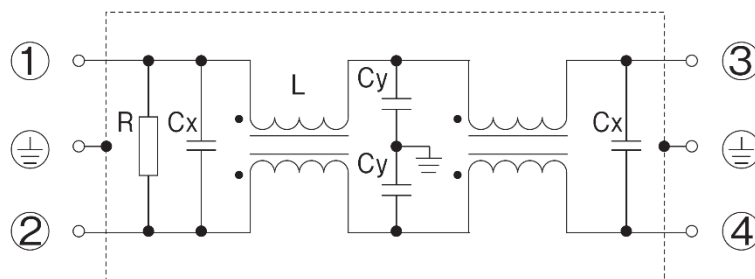 ① L Cy ③
R Cx Cx
Cy
② ④